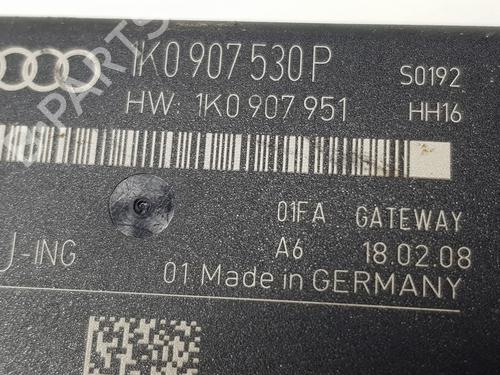 1K0 907 530 P S0192
HW: 1K0 907 951 HH16
01FA GATEWAY
U-ING A6 18.02.08
01 Made in GERMANY